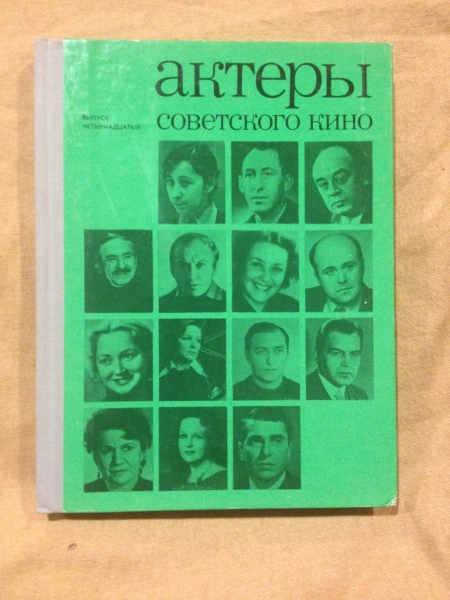 актеры
советского кино
выпуск
четырнадцатый